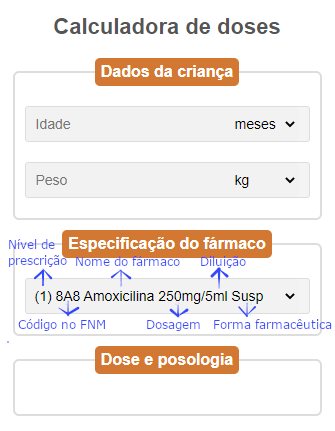 Calculadora de doses
Dados da criança
Idade meses
Peso kg
Especificação do fármaco
Nível de
prescrição Nome do fármaco Diluição
(1) 8A8 Amoxicilina 250mg/5ml Susp
Código no FNM Dosagem Forma farmacêutica
Dose e posologia